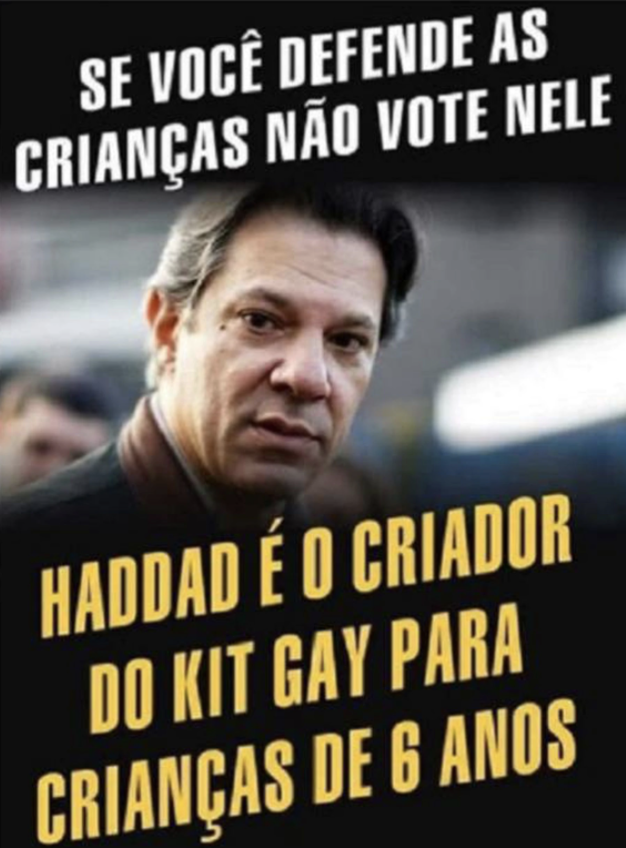 SE VOCÊ DEFENDE AS
CRIANÇAS NÃO VOTE NELE
HADDAD É O CRIADOR
DO KIT GAY PARA
CRIANÇAS DE 6 ANOS